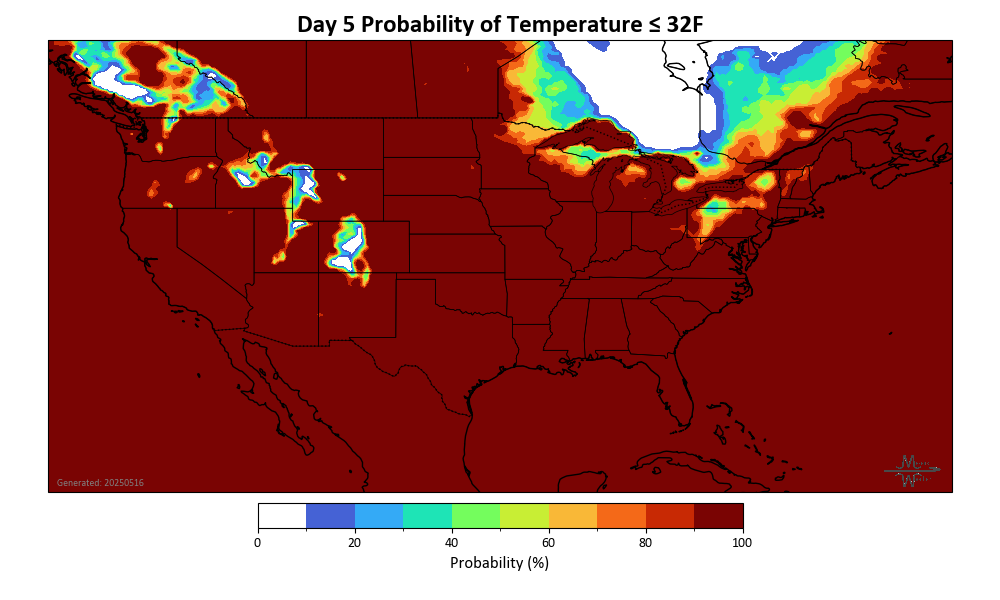 Day 5 Probability of Temperature ≤ 32F
Generated: 20250516
0 20 40 60 80 100
Probability (%)